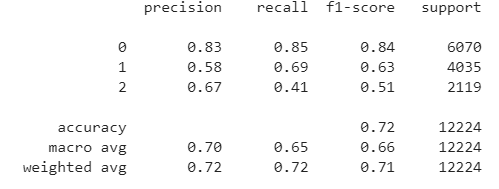 precision recall f1-score support
0 0.83 0.85 0.84 6070
1 0.58 0.69 0.63 4035
2 0.67 0.41 0.51 2119
accuracy 0.72 12224
macro avg 0.70 0.65 0.66 12224
weighted avg 0.72 0.72 0.71 12224